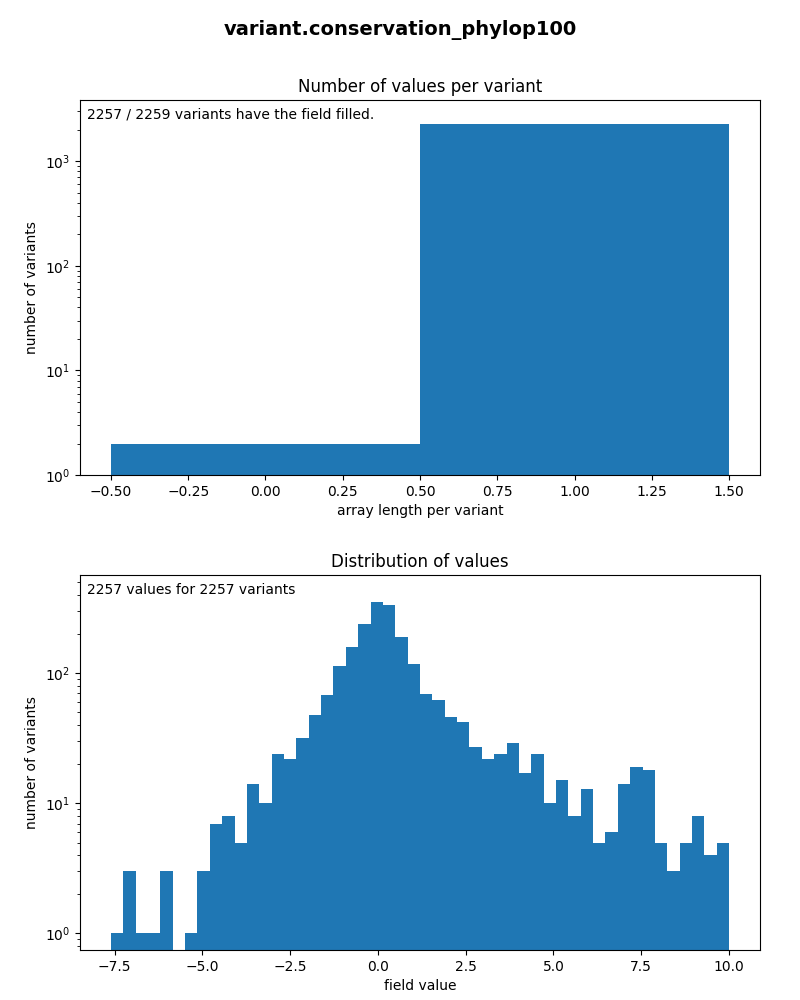 variant.conservation_phylop100
Number of values per variant
2257 / 2259 variants have the field filled.
number of variants
10³
10²
10¹
10⁰
−0.50 −0.25 0.00 0.25 0.50 0.75 1.00 1.25 1.50
array length per variant
Distribution of values
2257 values for 2257 variants
number of variants
10²
10¹
10⁰
−7.5 −5.0 −2.5 0.0 2.5 5.0 7.5 10.0
field value